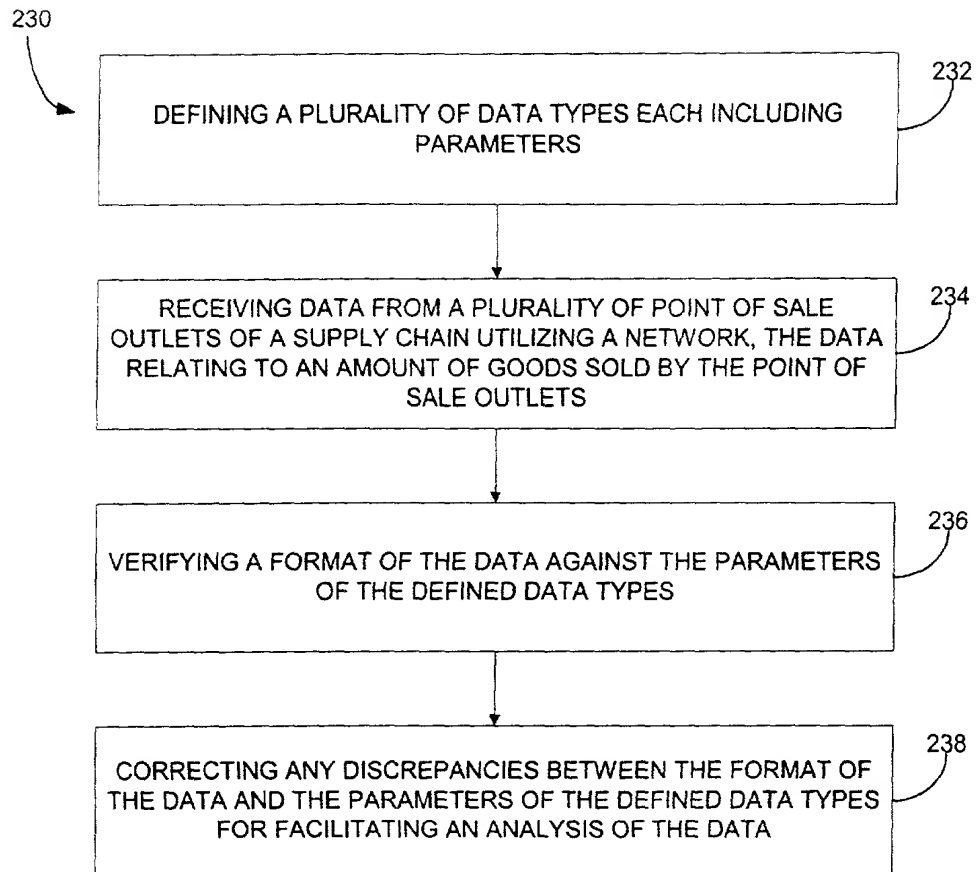 230
232
DEFINING A PLURALITY OF DATA TYPES EACH INCLUDING
PARAMETERS
234
RECEIVING DATA FROM A PLURALITY OF POINT OF SALE
OUTLETS OF A SUPPLY CHAIN UTILIZING A NETWORK, THE DATA
RELATING TO AN AMOUNT OF GOODS SOLD BY THE POINT OF
SALE OUTLETS
236
VERIFYING A FORMAT OF THE DATA AGAINST THE PARAMETERS
OF THE DEFINED DATA TYPES
238
CORRECTING ANY DISCREPANCIES BETWEEN THE FORMAT OF
THE DATA AND THE PARAMETERS OF THE DEFINED DATA TYPES
FOR FACILITATING AN ANALYSIS OF THE DATA